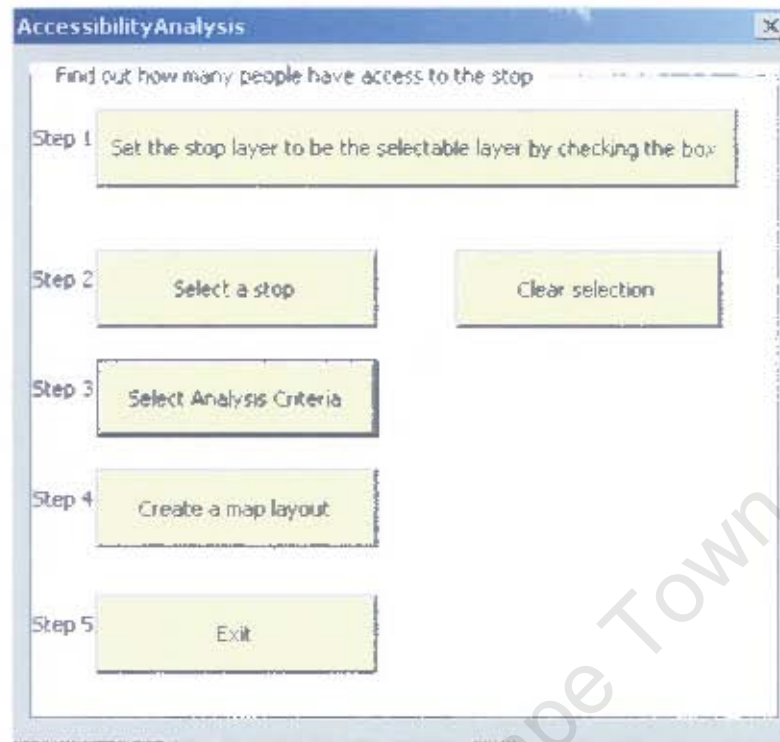 AccessibilityAnalysis
Find out how many people have access to the stop
Step 1 Set the stop layer to be the selectable layer by checking the box
Step 2 Select a stop Clear selection
Step 3 Select Analysis Criteria
Step 4 Create a map layout
Step 5 Exit
Town